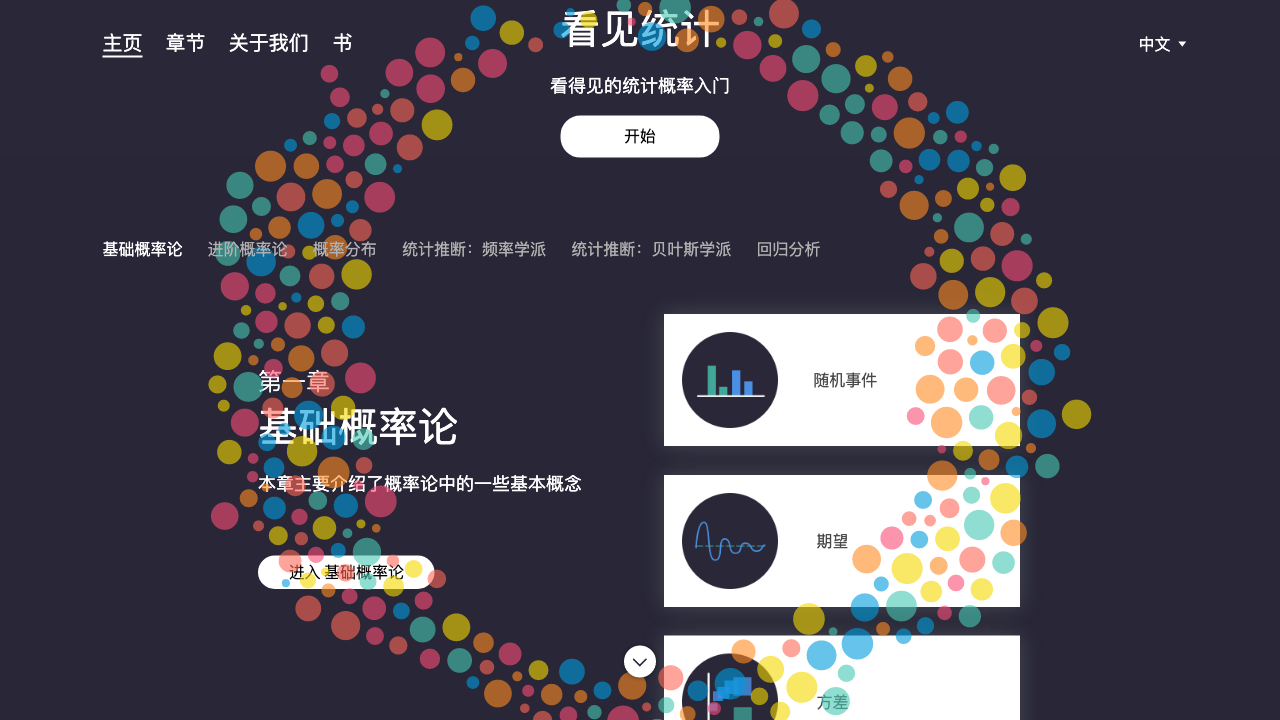 看见统计
主页 章节 关于我们 书 中文
看得见的统计概率入门
开始
基础概率论 进阶概率论 概率分布 统计推断：频率学派 统计推断：贝叶斯学派 回归分析
随机事件
第一章
基础概率论
本章主要介绍了概率论中的一些基本概念
期望
进入 基础概率论
方差